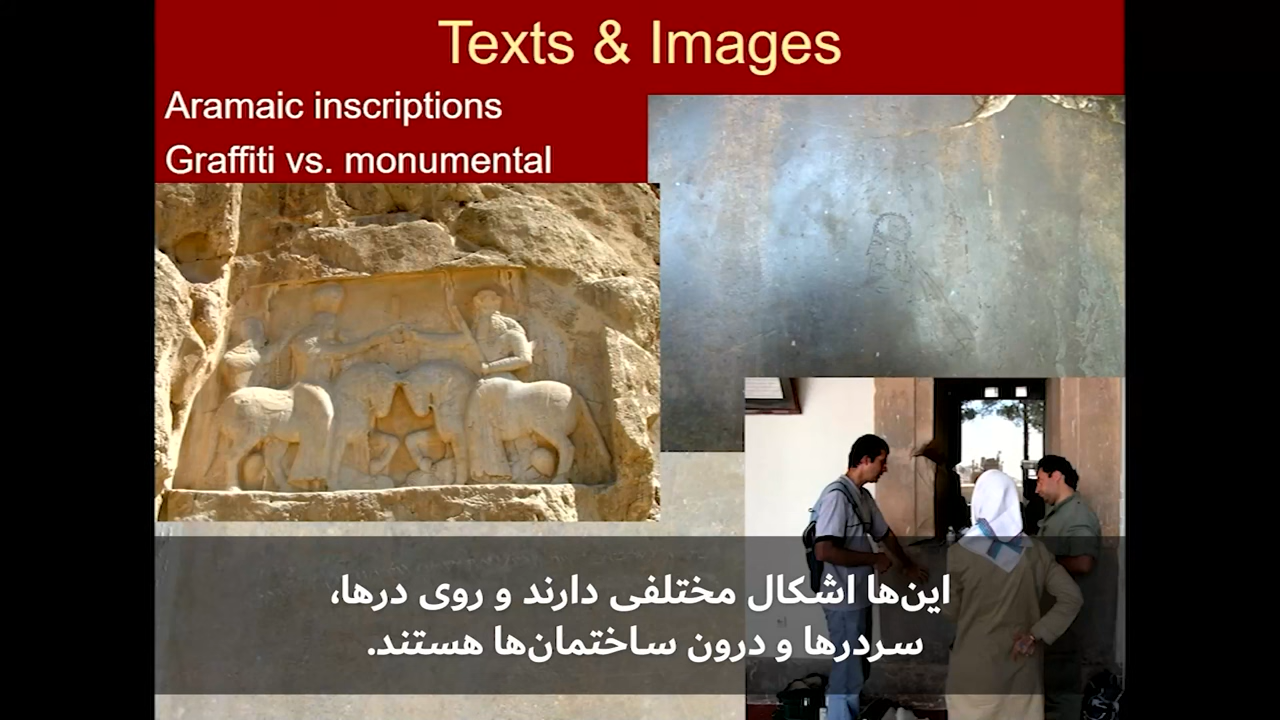 Texts & Images
Aramaic inscriptions
Graffiti vs. monumental
این‌ها اشکال مختلفی دارند و روی درها،
سردرها و درون ساختمان‌ها هستند.